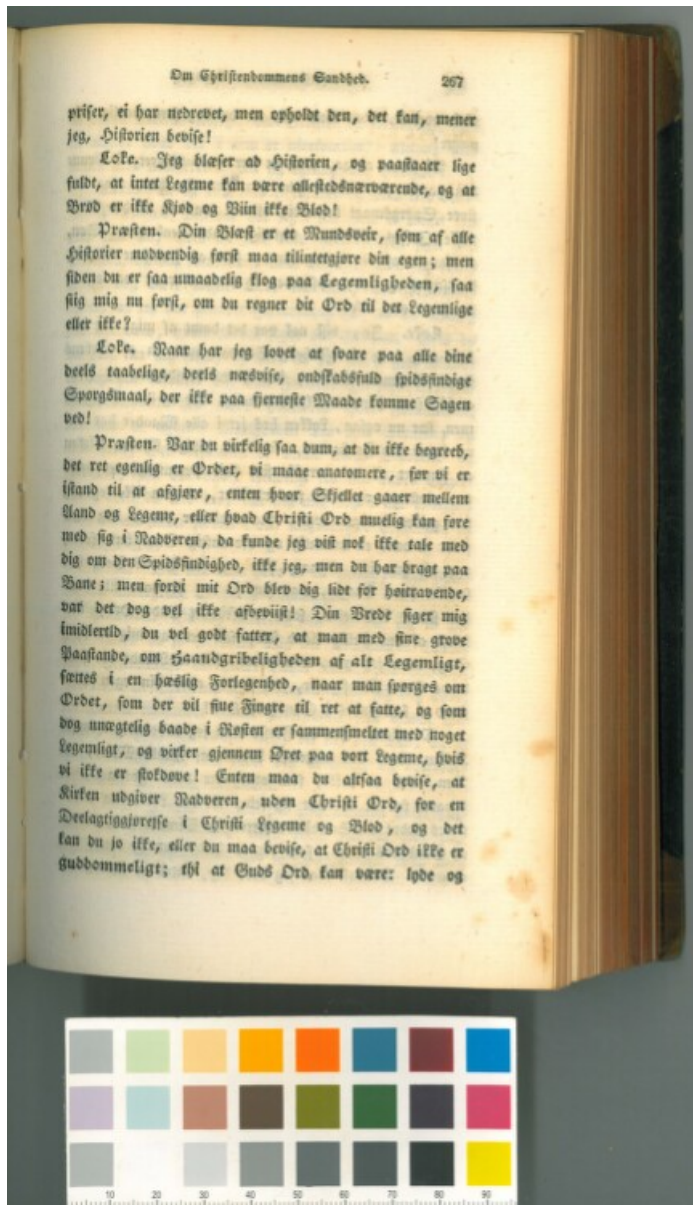 Om Christendommens Sandhed. 267
priser, ei har nedrevet, men opholdt den, det kan, mener
jeg, Historien bevise!
Loke. Jeg blæser ad Historien, og paastaaer lige
fuldt, at intet Legeme kan være allestedsnærværende, og at
Brød er ikke Kjød og Viin ikke Blod!
Præsten. Din Blæst er et Mundsveir, som af alle
Historier nødvendig først maa tilintetgjøre din egen; men
siden du er saa umaadelig klog paa Legemligheden, saa
siig mig nu først, om du regner dit Ord til det Legemlige
eller ikke?
Loke. Naar har jeg lovet at svare paa alle dine
deels taabelige, deels næsvise, ondskabsfuld spidsfindige
Spørgsmaal, der ikke paa fjerneste Maade komme Sagen
ved!
Præsten. Var du virkelig saa dum, at du ikke begreeb,
det ret egenlig er Ordet, vi maae anatomere, før vi er
istand til at afgjøre, enten hvor Skjellet gaaer mellem
Aand og Legeme, eller hvad Christi Ord muelig kan føre
med sig i Nadveren, da kunde jeg vist nok ikke tale med
dig om den Spidsfindighed, ikke jeg, men du har bragt paa
Bane; men fordi mit Ord blev dig lidt for høitravende,
var det dog vel ikke afbeviist! Din Vrede siger mig
imidlertid, du vel godt fatter, at man med sine grove
Paastande, om Haandgribeligheden af alt Legemligt,
sættes i en hæslig Forlegenhed, naar man spørges om
Ordet, som der vil fine Fingre til ret at fatte, og som
dog unægtelig baade i Røsten er sammensmeltet med noget
Legemligt, og virker gjennem Øret paa vort Legeme, hvis
vi ikke er stokdøve! Enten maa du altsaa bevise, at
Kirken udgiver Nadveren, uden Christi Ord, for en
Deelagtiggjørelse i Christi Legeme og Blod, og det
kan du jo ikke, eller du maa bevise, at Christi Ord ikke er
guddommeligt; thi at Guds Ord kan være: lyde og
10 20 30 40 50 60 70 80 90